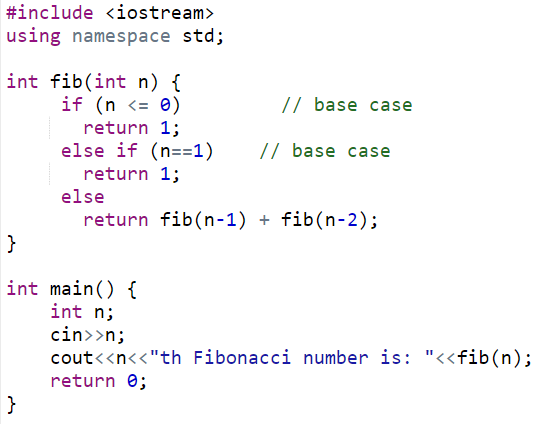 #include <iostream>
using namespace std;

int fib(int n) {
     if (n <= 0)         // base case
       return 1;
     else if (n==1)    // base case
       return 1;
     else
       return fib(n-1) + fib(n-2);
}

int main() {
    int n;
    cin>>n;
    cout<<n<<"th Fibonacci number is: "<<fib(n);
    return 0;
}